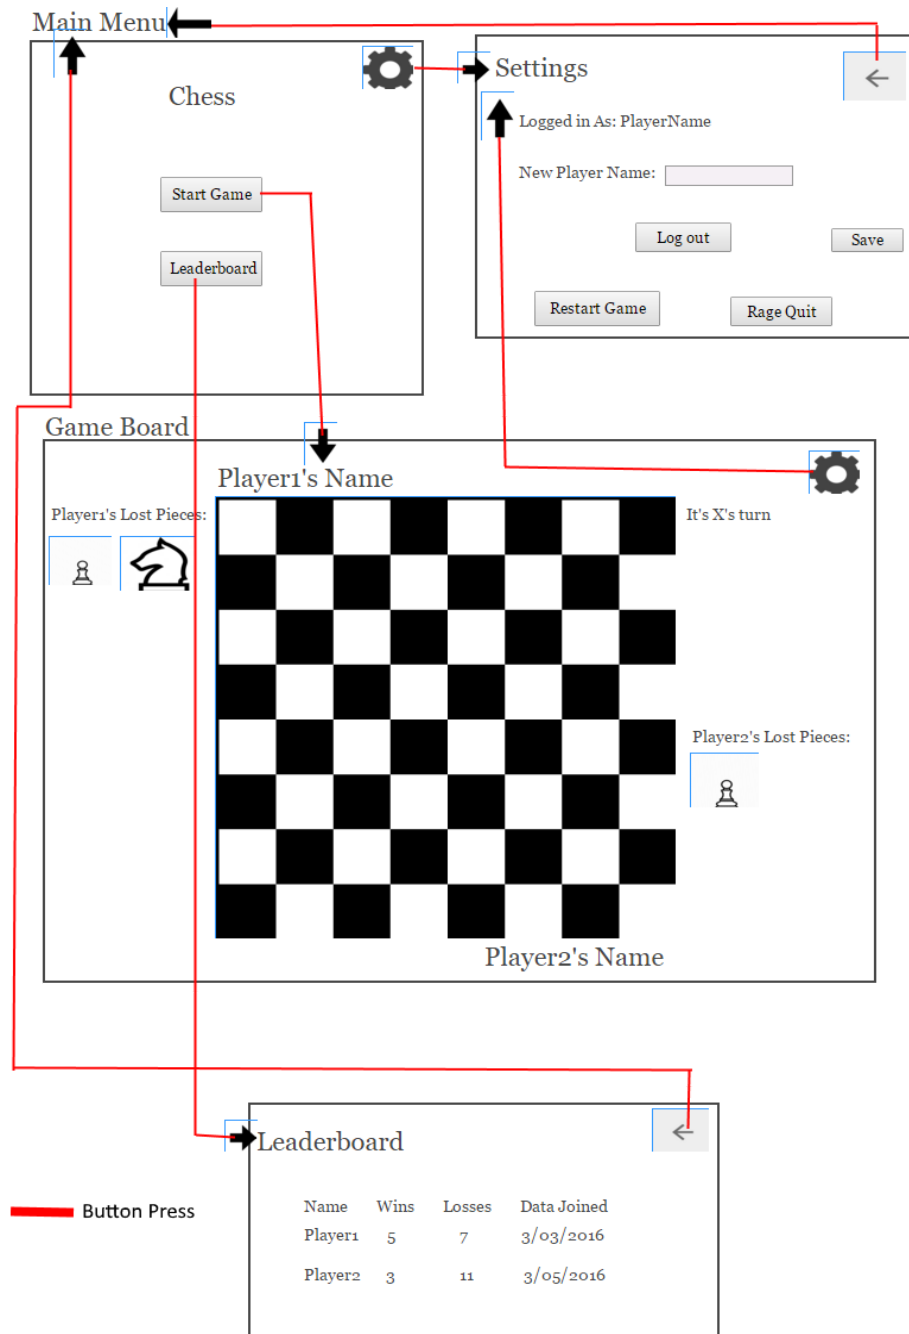 Main Menu
Chess
Start Game
Leaderboard
Settings
Logged in As: PlayerName
New Player Name:
Log out
Save
Restart Game
Rage Quit
Game Board
Player1's Name
Player1's Lost Pieces:
It's X's turn
Player2's Lost Pieces:
Player2's Name
Leaderboard
Name Wins Losses Data Joined
Player1 5 7 3/03/2016
Player2 3 11 3/05/2016
Button Press